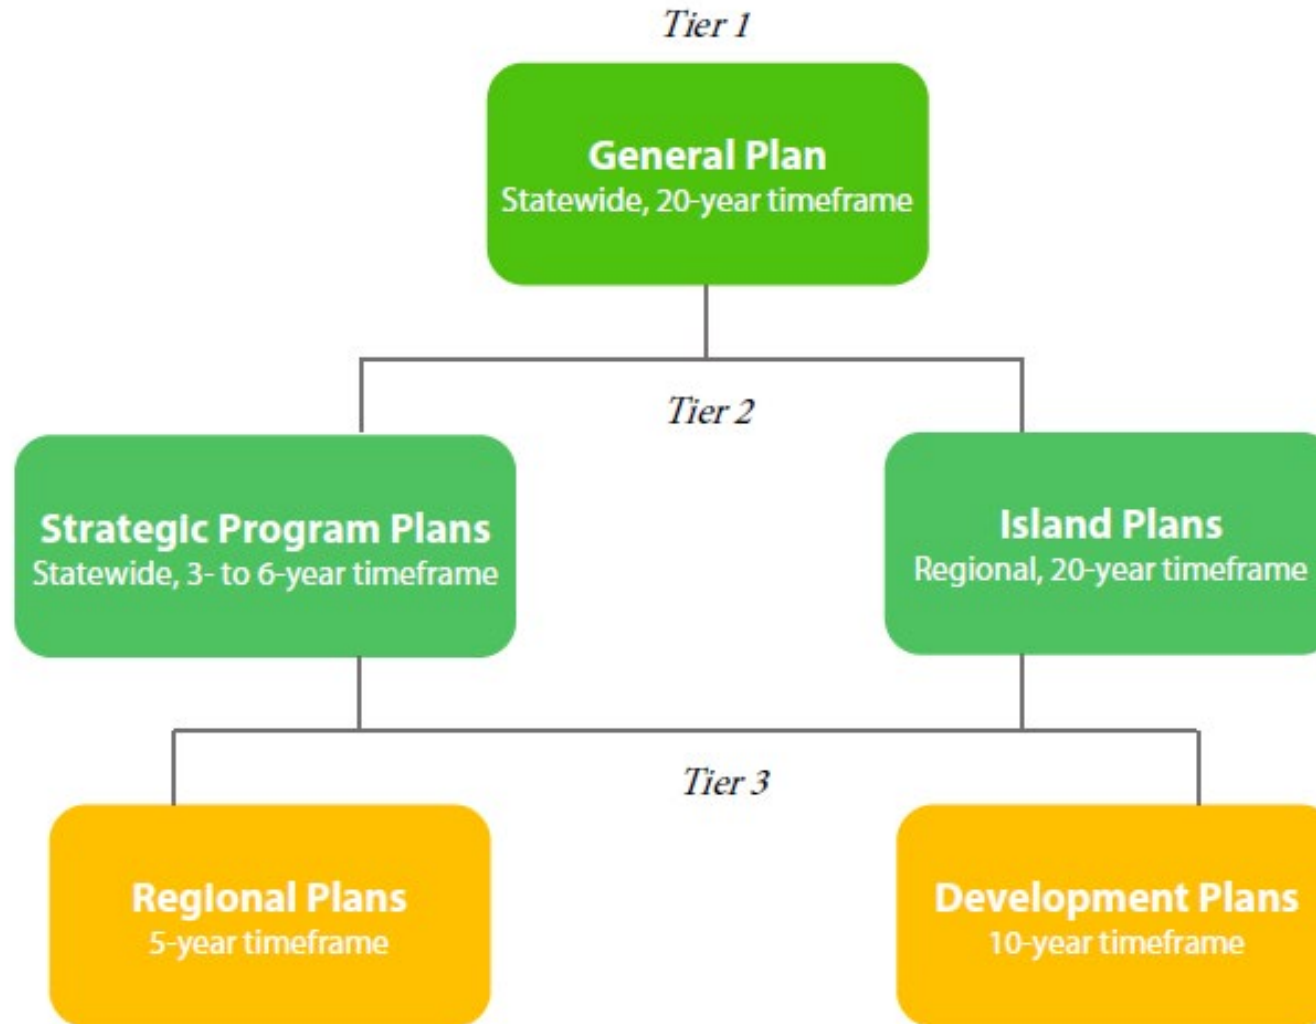 Tier 1
General Plan
Statewide, 20-year timeframe
Tier 2
Strategic Program Plans
Statewide, 3- to 6-year timeframe
Island Plans
Regional, 20-year timeframe
Tier 3
Regional Plans
5-year timeframe
Development Plans
10-year timeframe